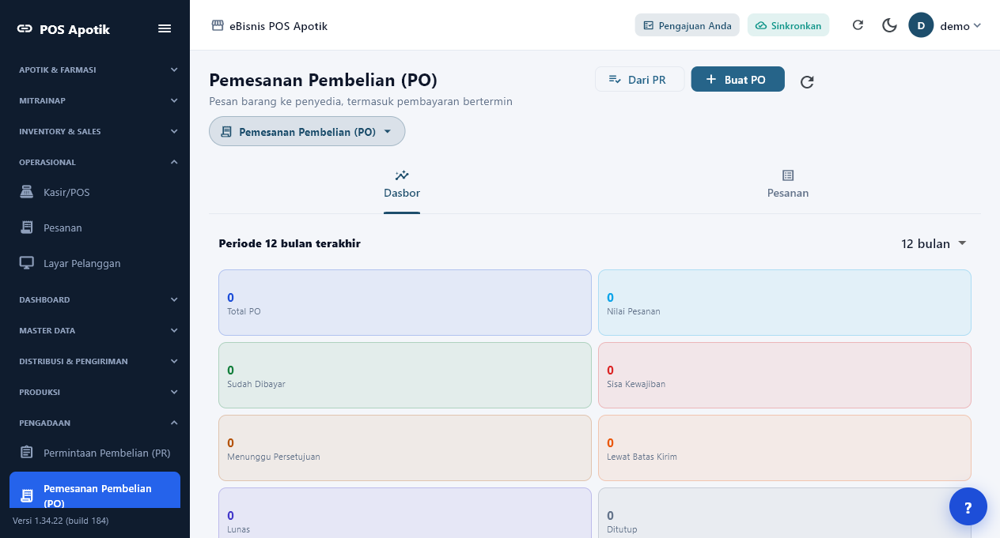 POS Apotik
APOTIK & FARMASI
MITRAINAP
INVENTORY & SALES
OPERASIONAL
Kasir/POS
Pesanan
Layar Pelanggan
DASHBOARD
MASTER DATA
DISTRIBUSI & PENGIRIMAN
PRODUKSI
PENGADAAN
Permintaan Pembelian (PR)
Pemesanan Pembelian
(PO)
Versi 1.34.22 (build 184)
eBisnis POS Apotik
Pengajuan Anda
Sinkronkan
D
demo
Pemesanan Pembelian (PO)
Pesan barang ke penyedia, termasuk pembayaran bertermin
Dari PR
Buat PO
Pemesanan Pembelian (PO)
Dasbor
Pesanan
Periode 12 bulan terakhir
12 bulan
0
Total PO
0
Nilai Pesanan
0
Sudah Dibayar
0
Sisa Kewajiban
0
Menunggu Persetujuan
0
Lewat Batas Kirim
0
Lunas
0
Ditutup
?